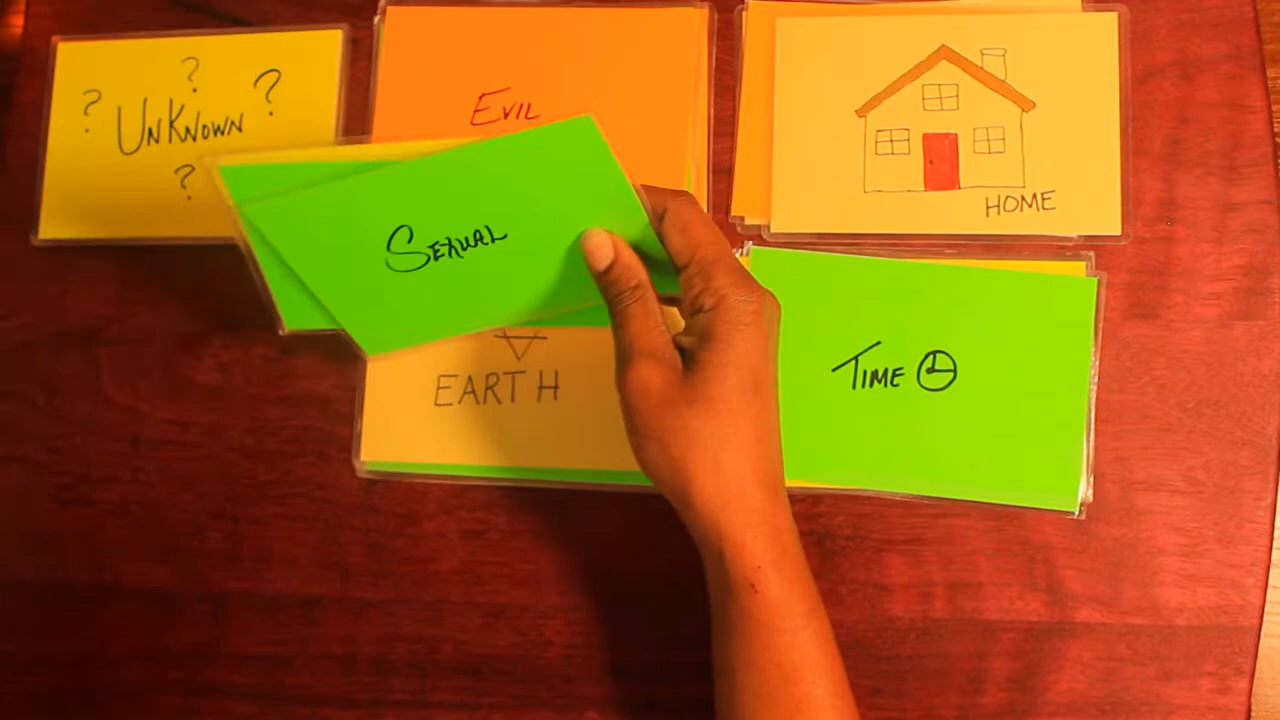 ? ? ?
UNKNOWN
?
EVIL
HOME
SEXUAL
EARTH
TIME